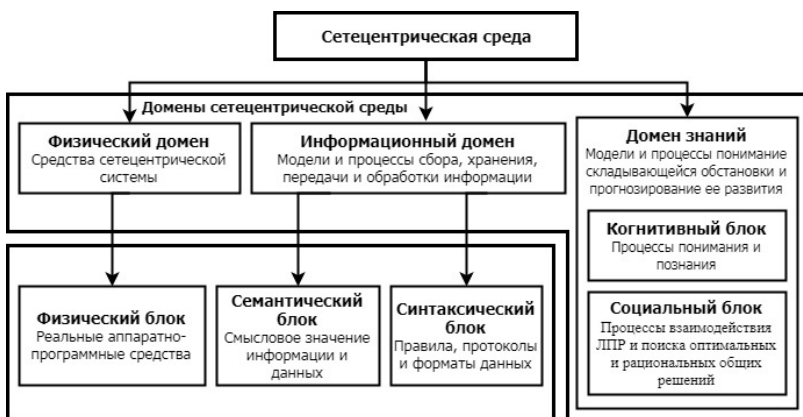 Сетецентрическая среда
Домены сетецентрической среды
Физический домен
Средства сетецентрической
системы
Информационный домен
Модели и процессы сбора, хранения,
передачи и обработки информации
Домен знаний
Модели и процессы понимание
складывающейся обстановки и
прогнозирование ее развития
Когнитивный блок
Процессы понимания и
познания
Социальный блок
Процессы взаимодействия
ЛПР и поиска оптимальных
и рациональных общих
решений
Физический блок
Реальные аппаратно-
программные средства
Семантический
блок
Смысловое значение
информации и
данных
Синтаксический
блок
Правила, протоколы
и форматы данных